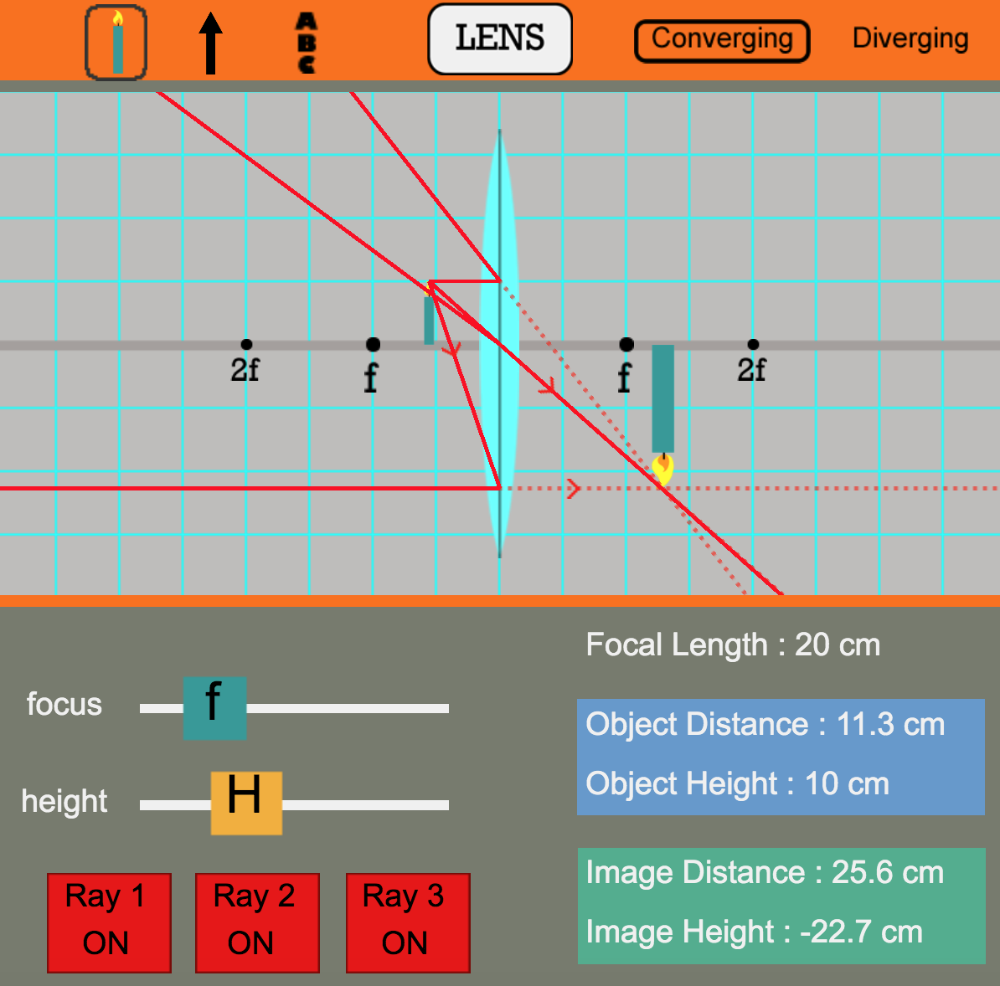 A
B
C
LENS
Converging
Diverging
2f
f
f
2f
Focal Length : 20 cm
focus
f
Object Distance : 11.3 cm
Object Height : 10 cm
height
H
Image Distance : 25.6 cm
Image Height : -22.7 cm
Ray 1
ON
Ray 2
ON
Ray 3
ON